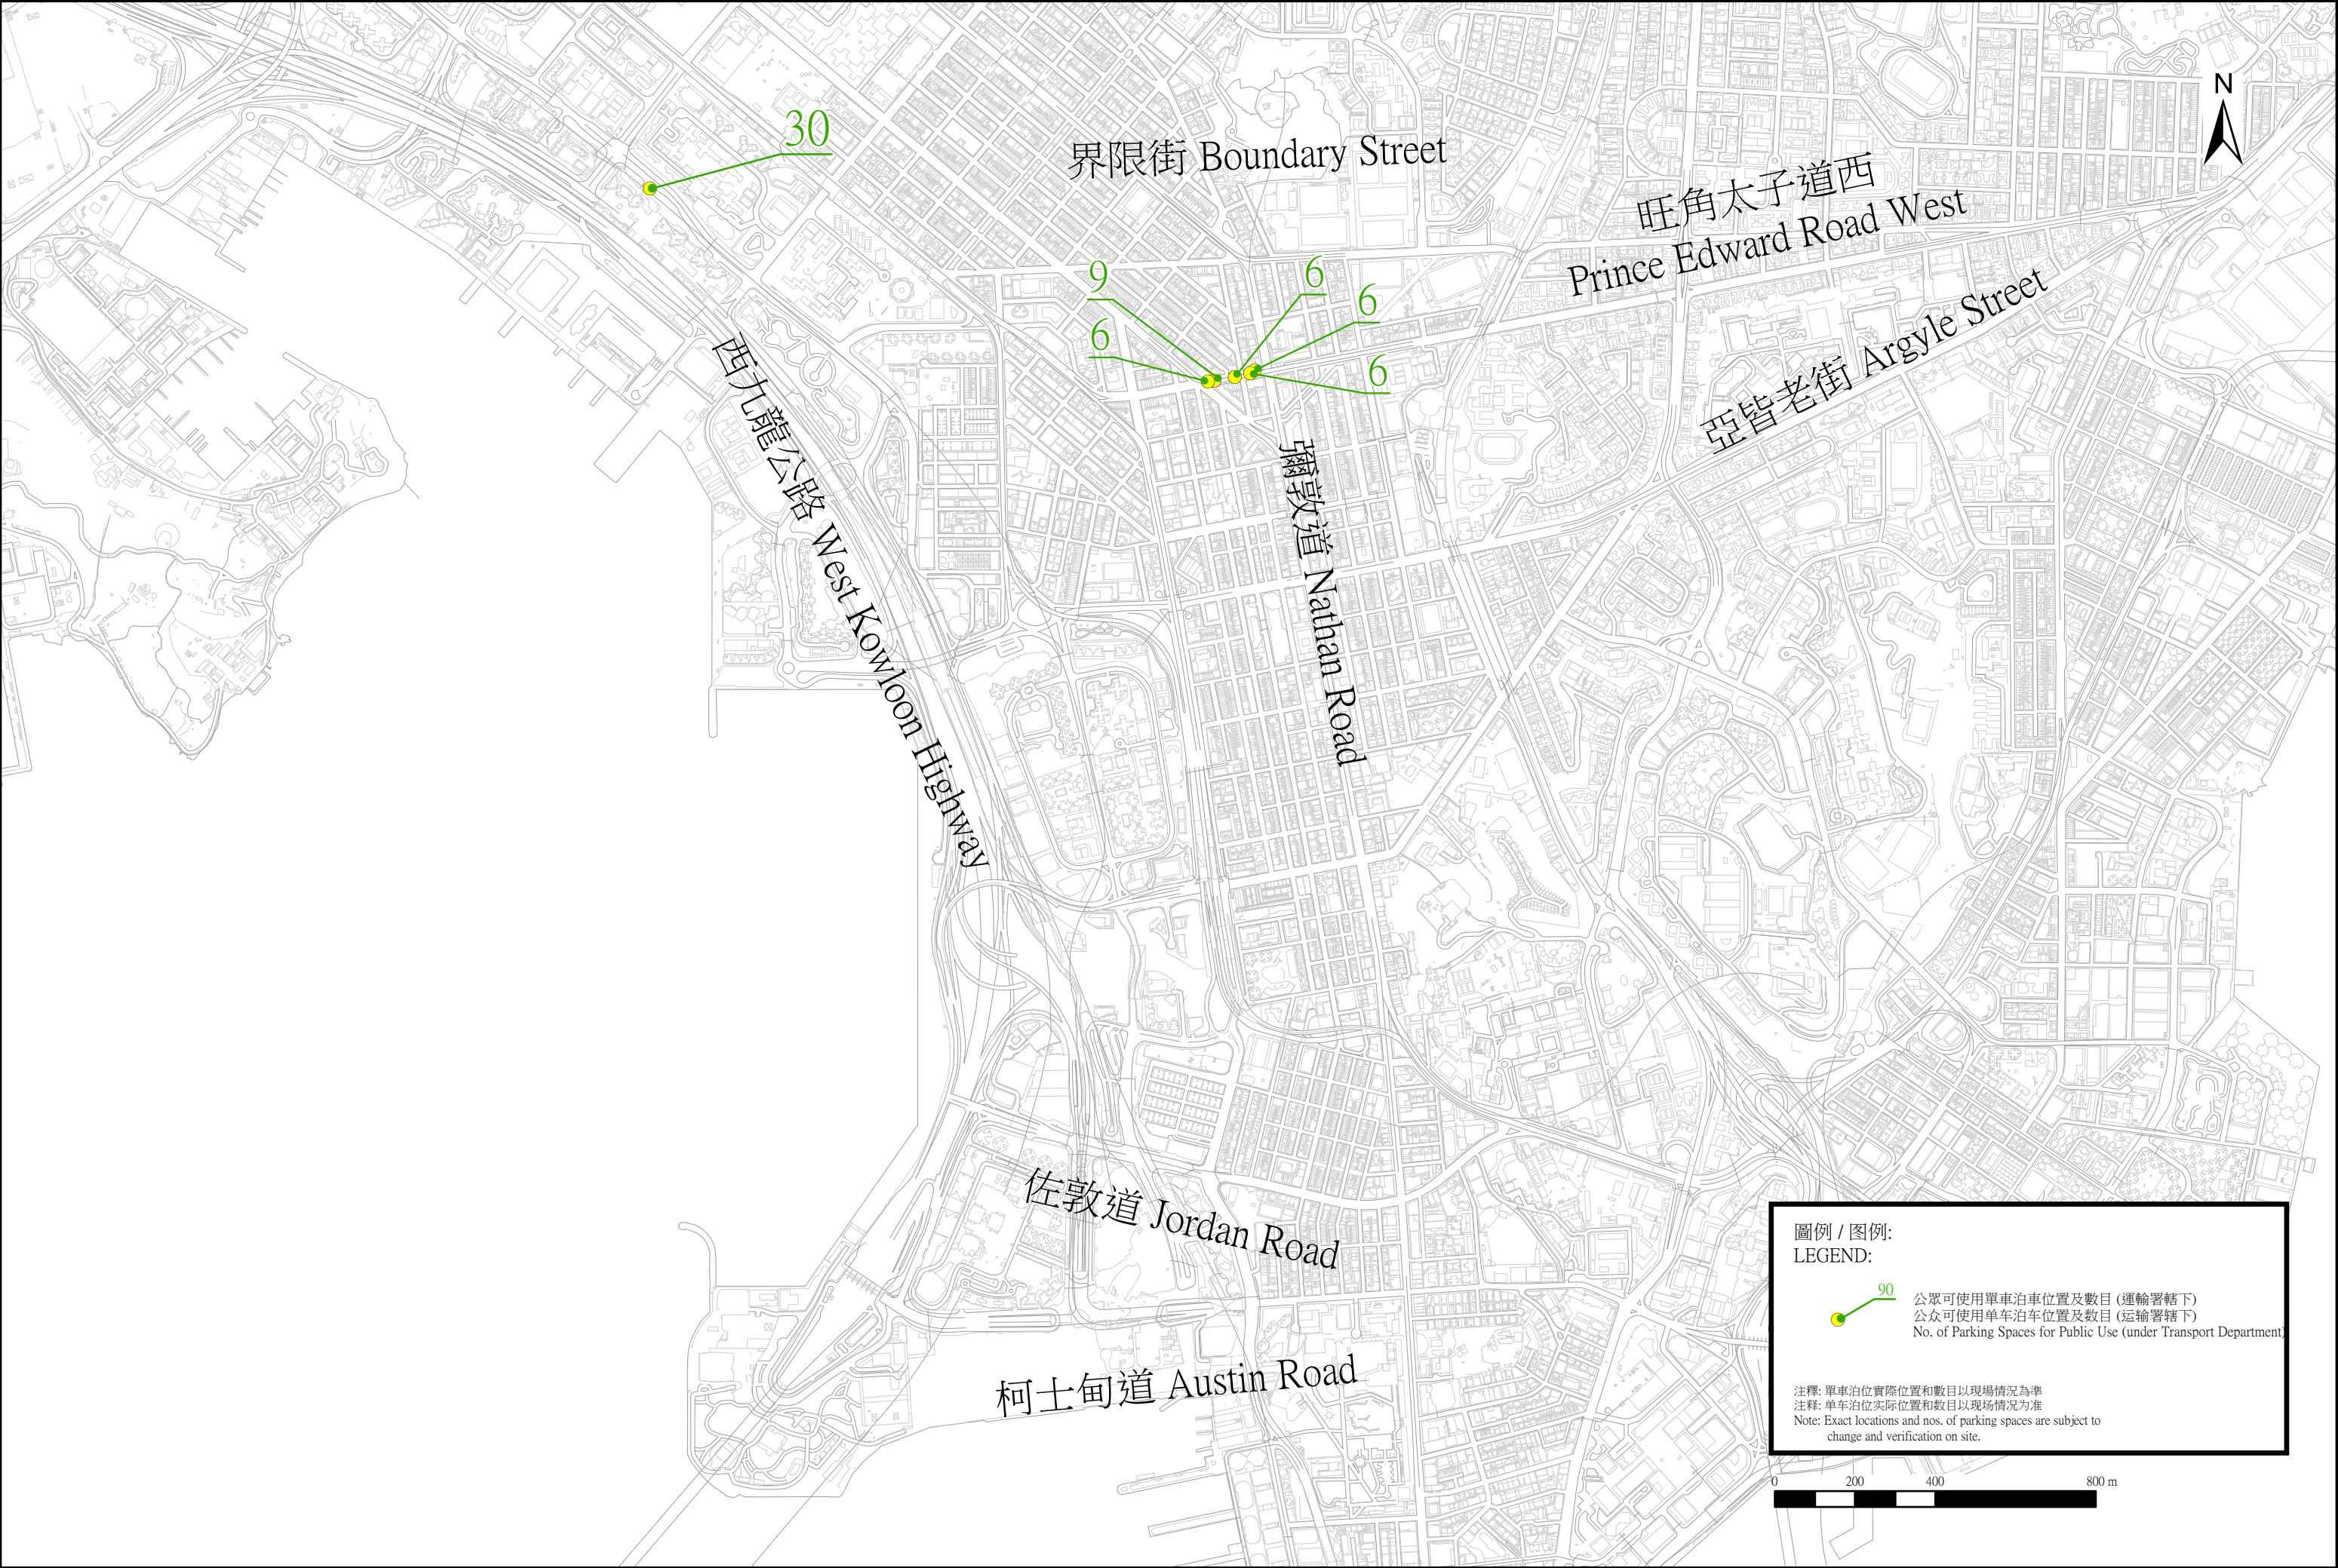 N
30
界限街 Boundary Street
旺角太子道西
Prince Edward Road West
9
6
6
6
6
亞皆老街 Argyle Street
西九龍公路 West Kowloon Highway
彌敦道 Nathan Road
佐敦道 Jordan Road
柯士甸道 Austin Road
圖例 / 图例:
LEGEND:
90
公眾可使用單車泊車位置及數目 (運輸署轄下)
公众可使用单车泊车位置及数目 (运输署辖下)
No. of Parking Spaces for Public Use (under Transport Department)
注釋: 單車泊位實際位置和數目以現場情況為準
注释: 单车泊位实际位置和数目以现场情况为准
Note: Exact locations and nos. of parking spaces are subject to
change and verification on site.
0 200 400 800 m